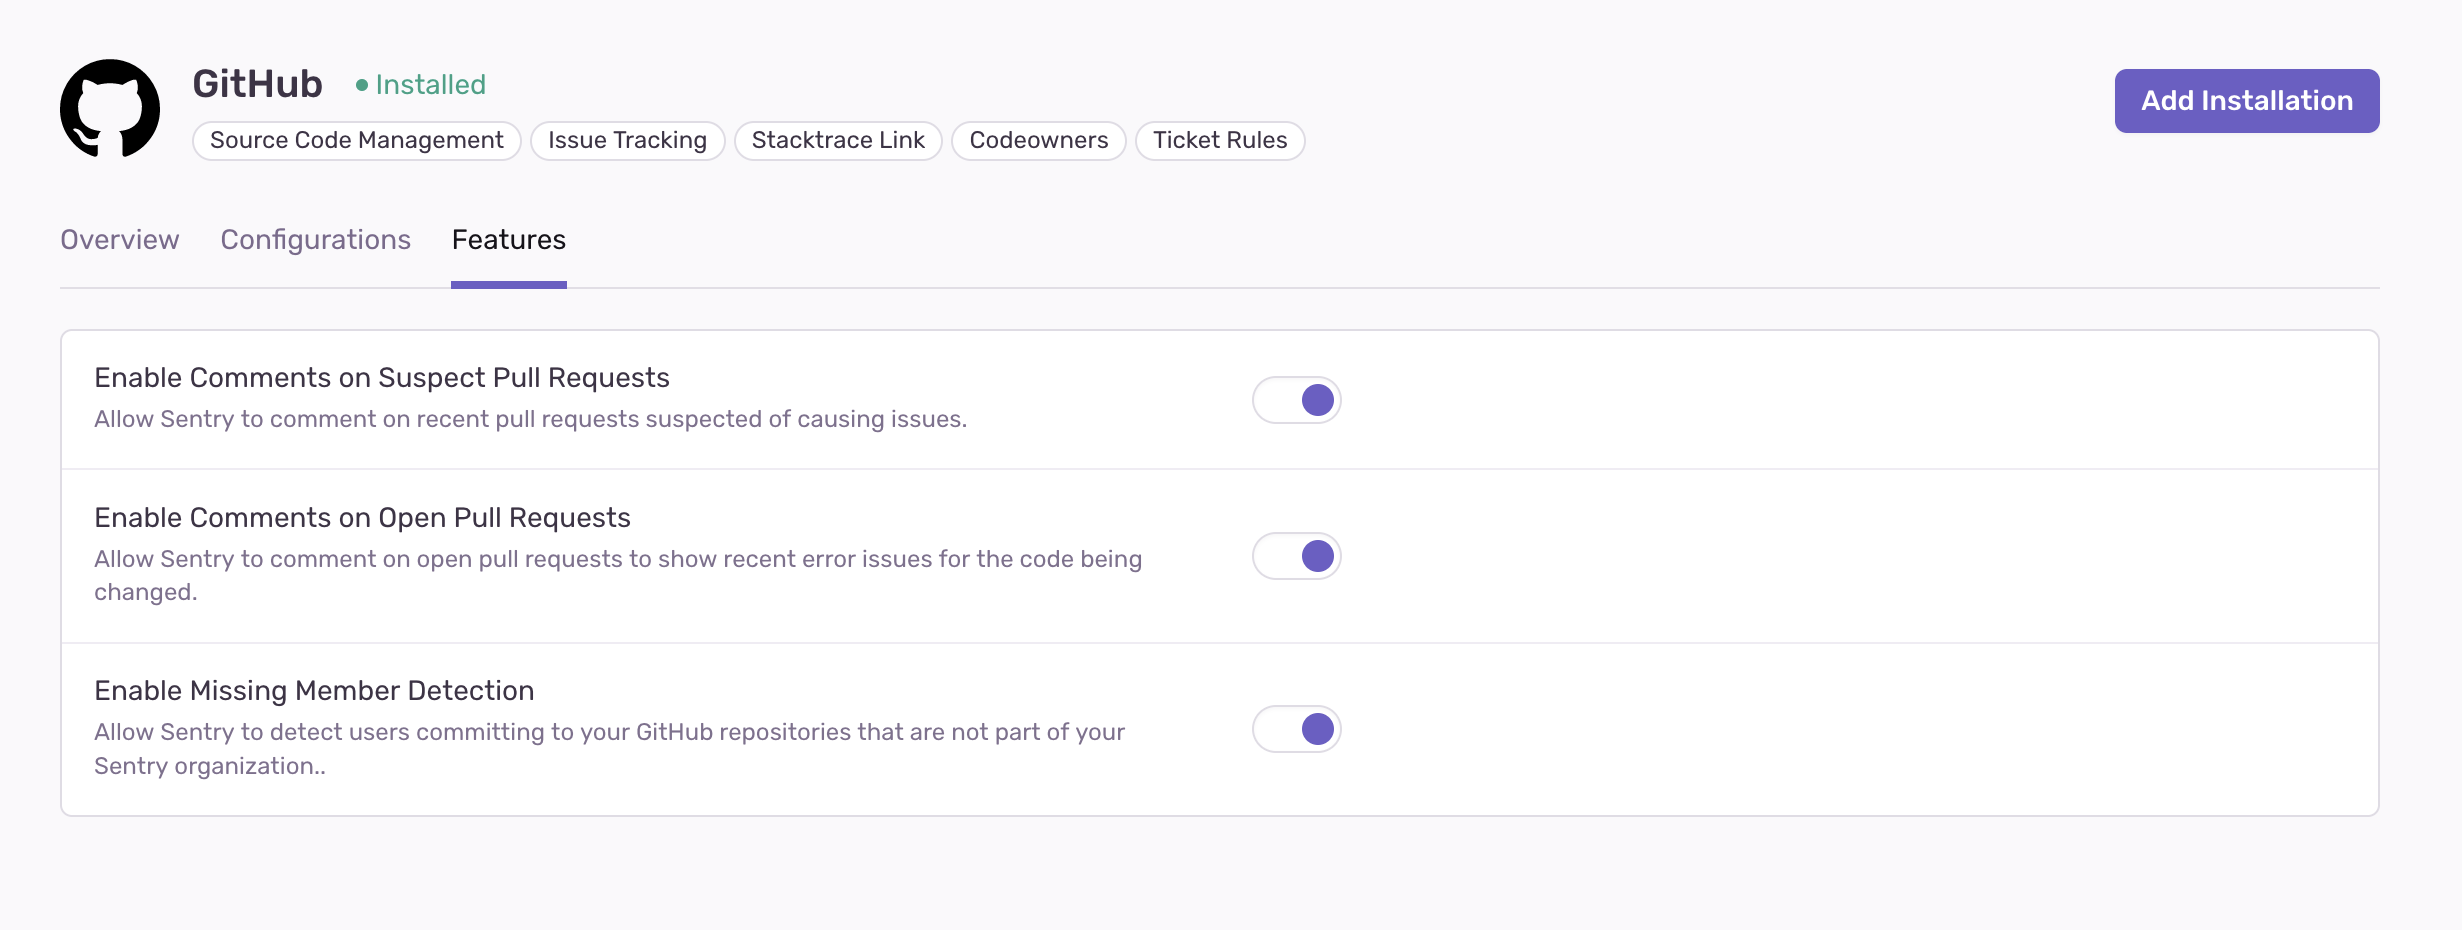 GitHub
Installed
Add Installation
Source Code Management
Issue Tracking
Stacktrace Link
Codeowners
Ticket Rules
Overview
Configurations
Features
Enable Comments on Suspect Pull Requests
Allow Sentry to comment on recent pull requests suspected of causing issues.
Enable Comments on Open Pull Requests
Allow Sentry to comment on open pull requests to show recent error issues for the code being
changed.
Enable Missing Member Detection
Allow Sentry to detect users committing to your GitHub repositories that are not part of your
Sentry organization..